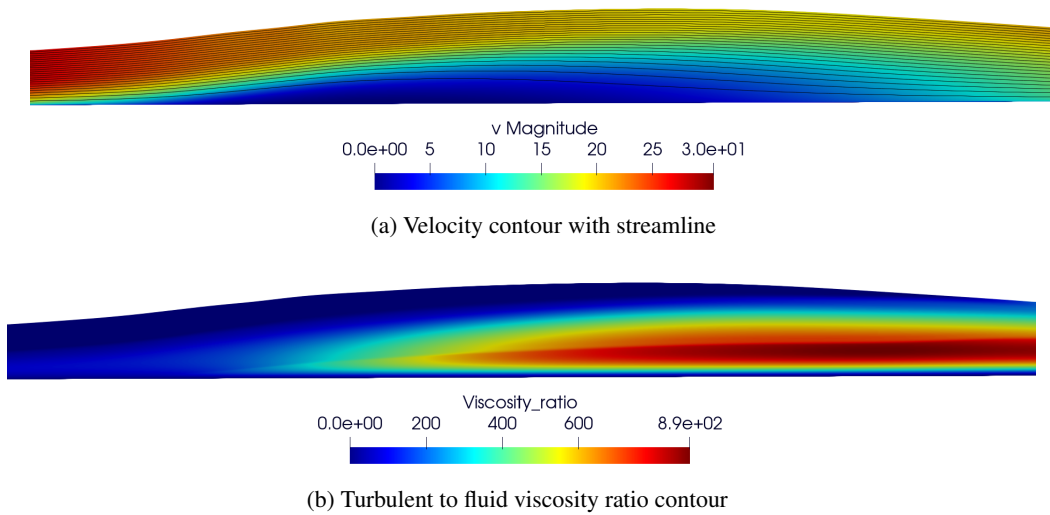 v Magnitude
0.0e+00 5 10 15 20 25 3.0e+01
(a) Velocity contour with streamline
Viscosity_ratio
0.0e+00 200 400 600 8.9e+02
(b) Turbulent to fluid viscosity ratio contour